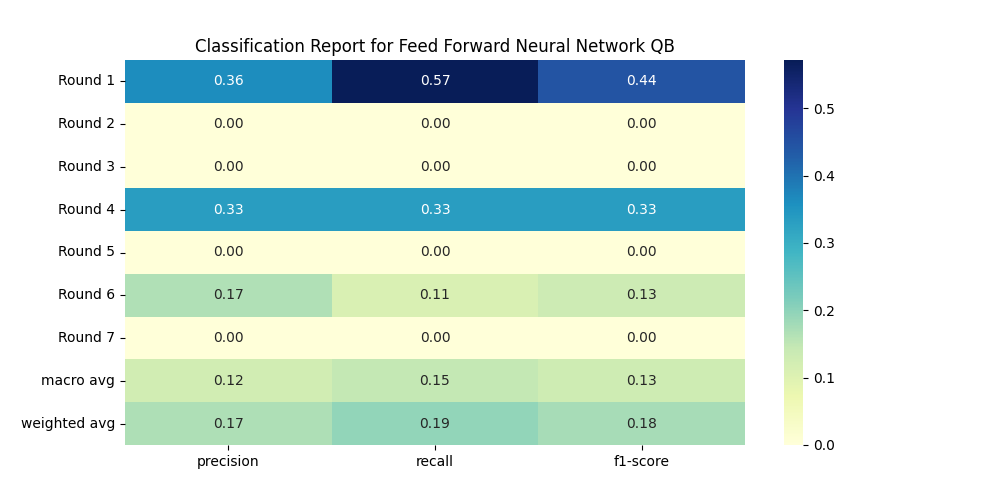 Classification Report for Feed Forward Neural Network QB
Round 1 0.36 0.57 0.44
Round 2 0.00 0.00 0.00
Round 3 0.00 0.00 0.00
Round 4 0.33 0.33 0.33
Round 5 0.00 0.00 0.00
Round 6 0.17 0.11 0.13
Round 7 0.00 0.00 0.00
macro avg 0.12 0.15 0.13
weighted avg 0.17 0.19 0.18
precision recall f1-score
0.5
0.4
0.3
0.2
0.1
0.0